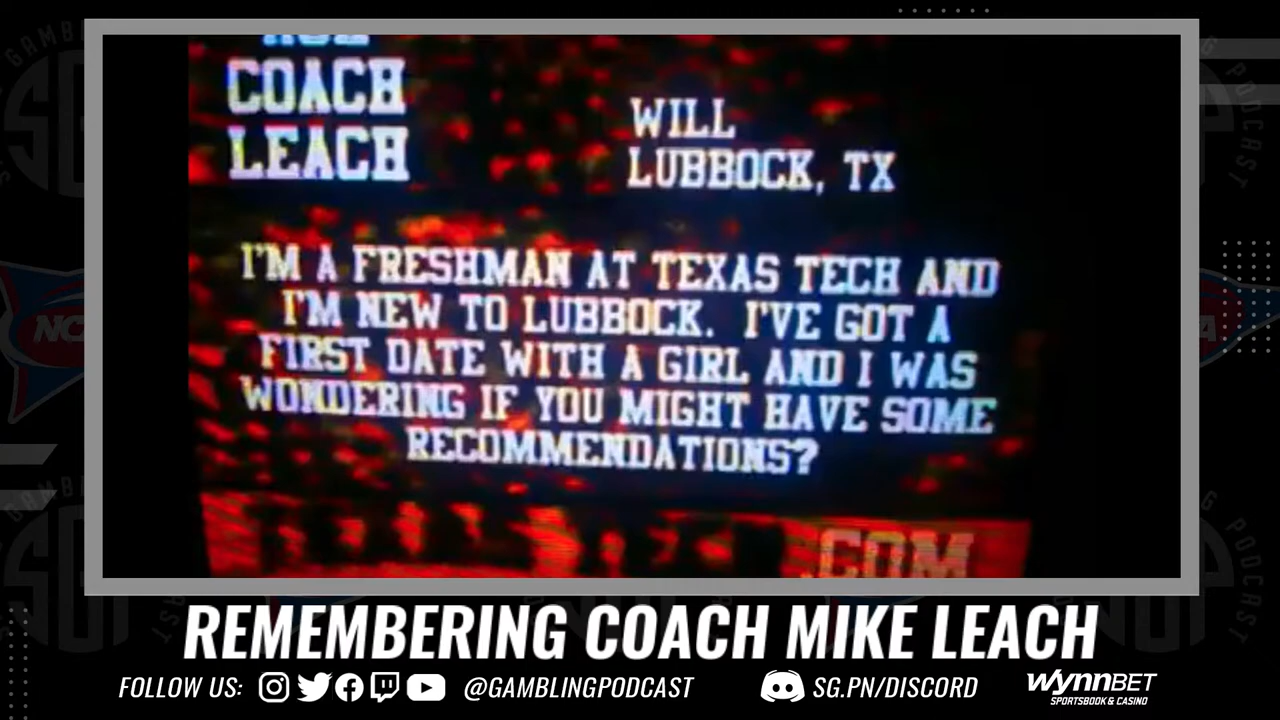 COACH
LEACH
WILL
LUBBOCK, TX
I'M A FRESHMAN AT TEXAS TECH AND
I'M NEW TO LUBBOCK.  I'VE GOT A
FIRST DATE WITH A GIRL AND I WAS
WONDERING IF YOU MIGHT HAVE SOME
RECOMMENDATIONS?
.COM
REMEMBERING COACH MIKE LEACH
FOLLOW US:
@GAMBLINGPODCAST
SG.PN/DISCORD
WYNNBET
SPORTSBOOK & CASINO